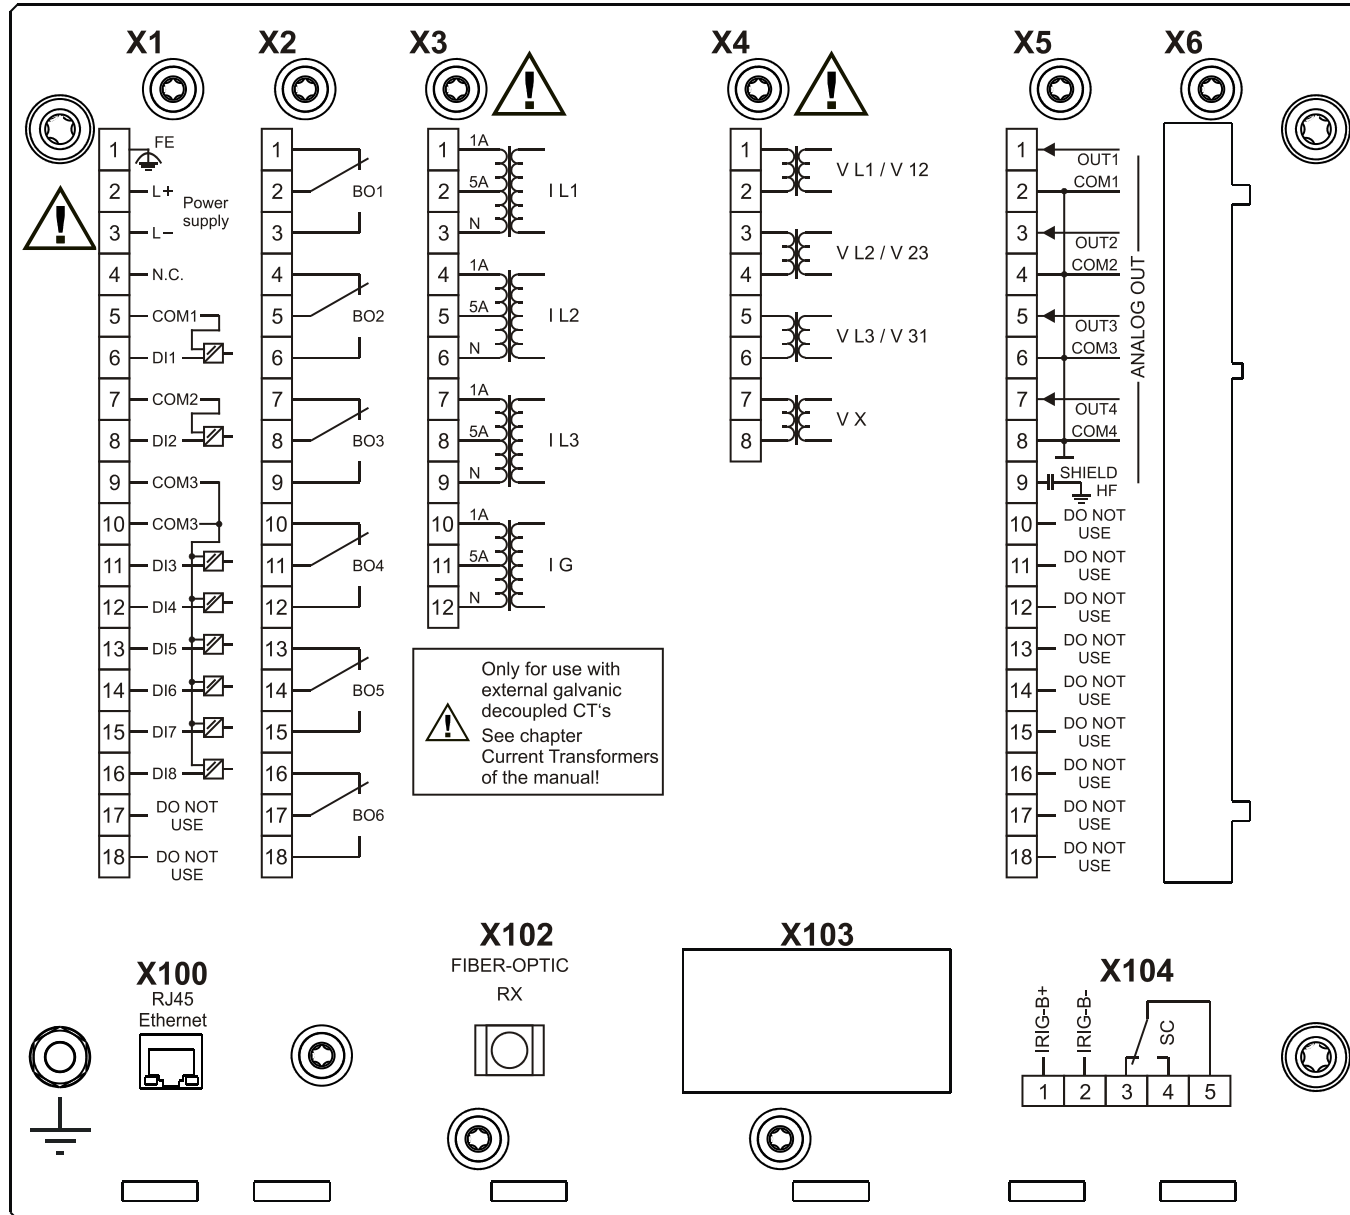 X1
X2
X3
X4
X5
X6
1
FE
2
L+
Power
supply
3
L−
4
N.C.
5
COM1
6
DI1
7
COM2
8
DI2
9
COM3
10
COM3
11
DI3
12
DI4
13
DI5
14
DI6
15
DI7
16
DI8
17
DO NOT
USE
18
DO NOT
USE
1
2
BO1
3
4
5
BO2
6
7
8
BO3
9
10
11
BO4
12
13
14
BO5
15
16
17
BO6
18
!
!
1
1A
2
5A
I L1
3
N
4
1A
5
5A
I L2
6
N
7
1A
8
5A
I L3
9
N
10
1A
11
5A
I G
12
N
!
Only for use with
external galvanic
decoupled CT‘s
See chapter
Current Transformers
of the manual!
!
1
V L1 / V 12
2
3
V L2 / V 23
4
5
V L3 / V 31
6
7
V X
8
1
OUT1
2
COM1
3
OUT2
4
COM2
5
OUT3
6
COM3
7
OUT4
8
COM4
ANALOG OUT
9
SHIELD
HF
10
DO NOT
USE
11
DO NOT
USE
12
DO NOT
USE
13
DO NOT
USE
14
DO NOT
USE
15
DO NOT
USE
16
DO NOT
USE
17
DO NOT
USE
18
DO NOT
USE
X100
RJ45
Ethernet
X102
FIBER-OPTIC
RX
X103
X104
IRIG-B+
IRIG-B-
SC
1 2 3 4 5